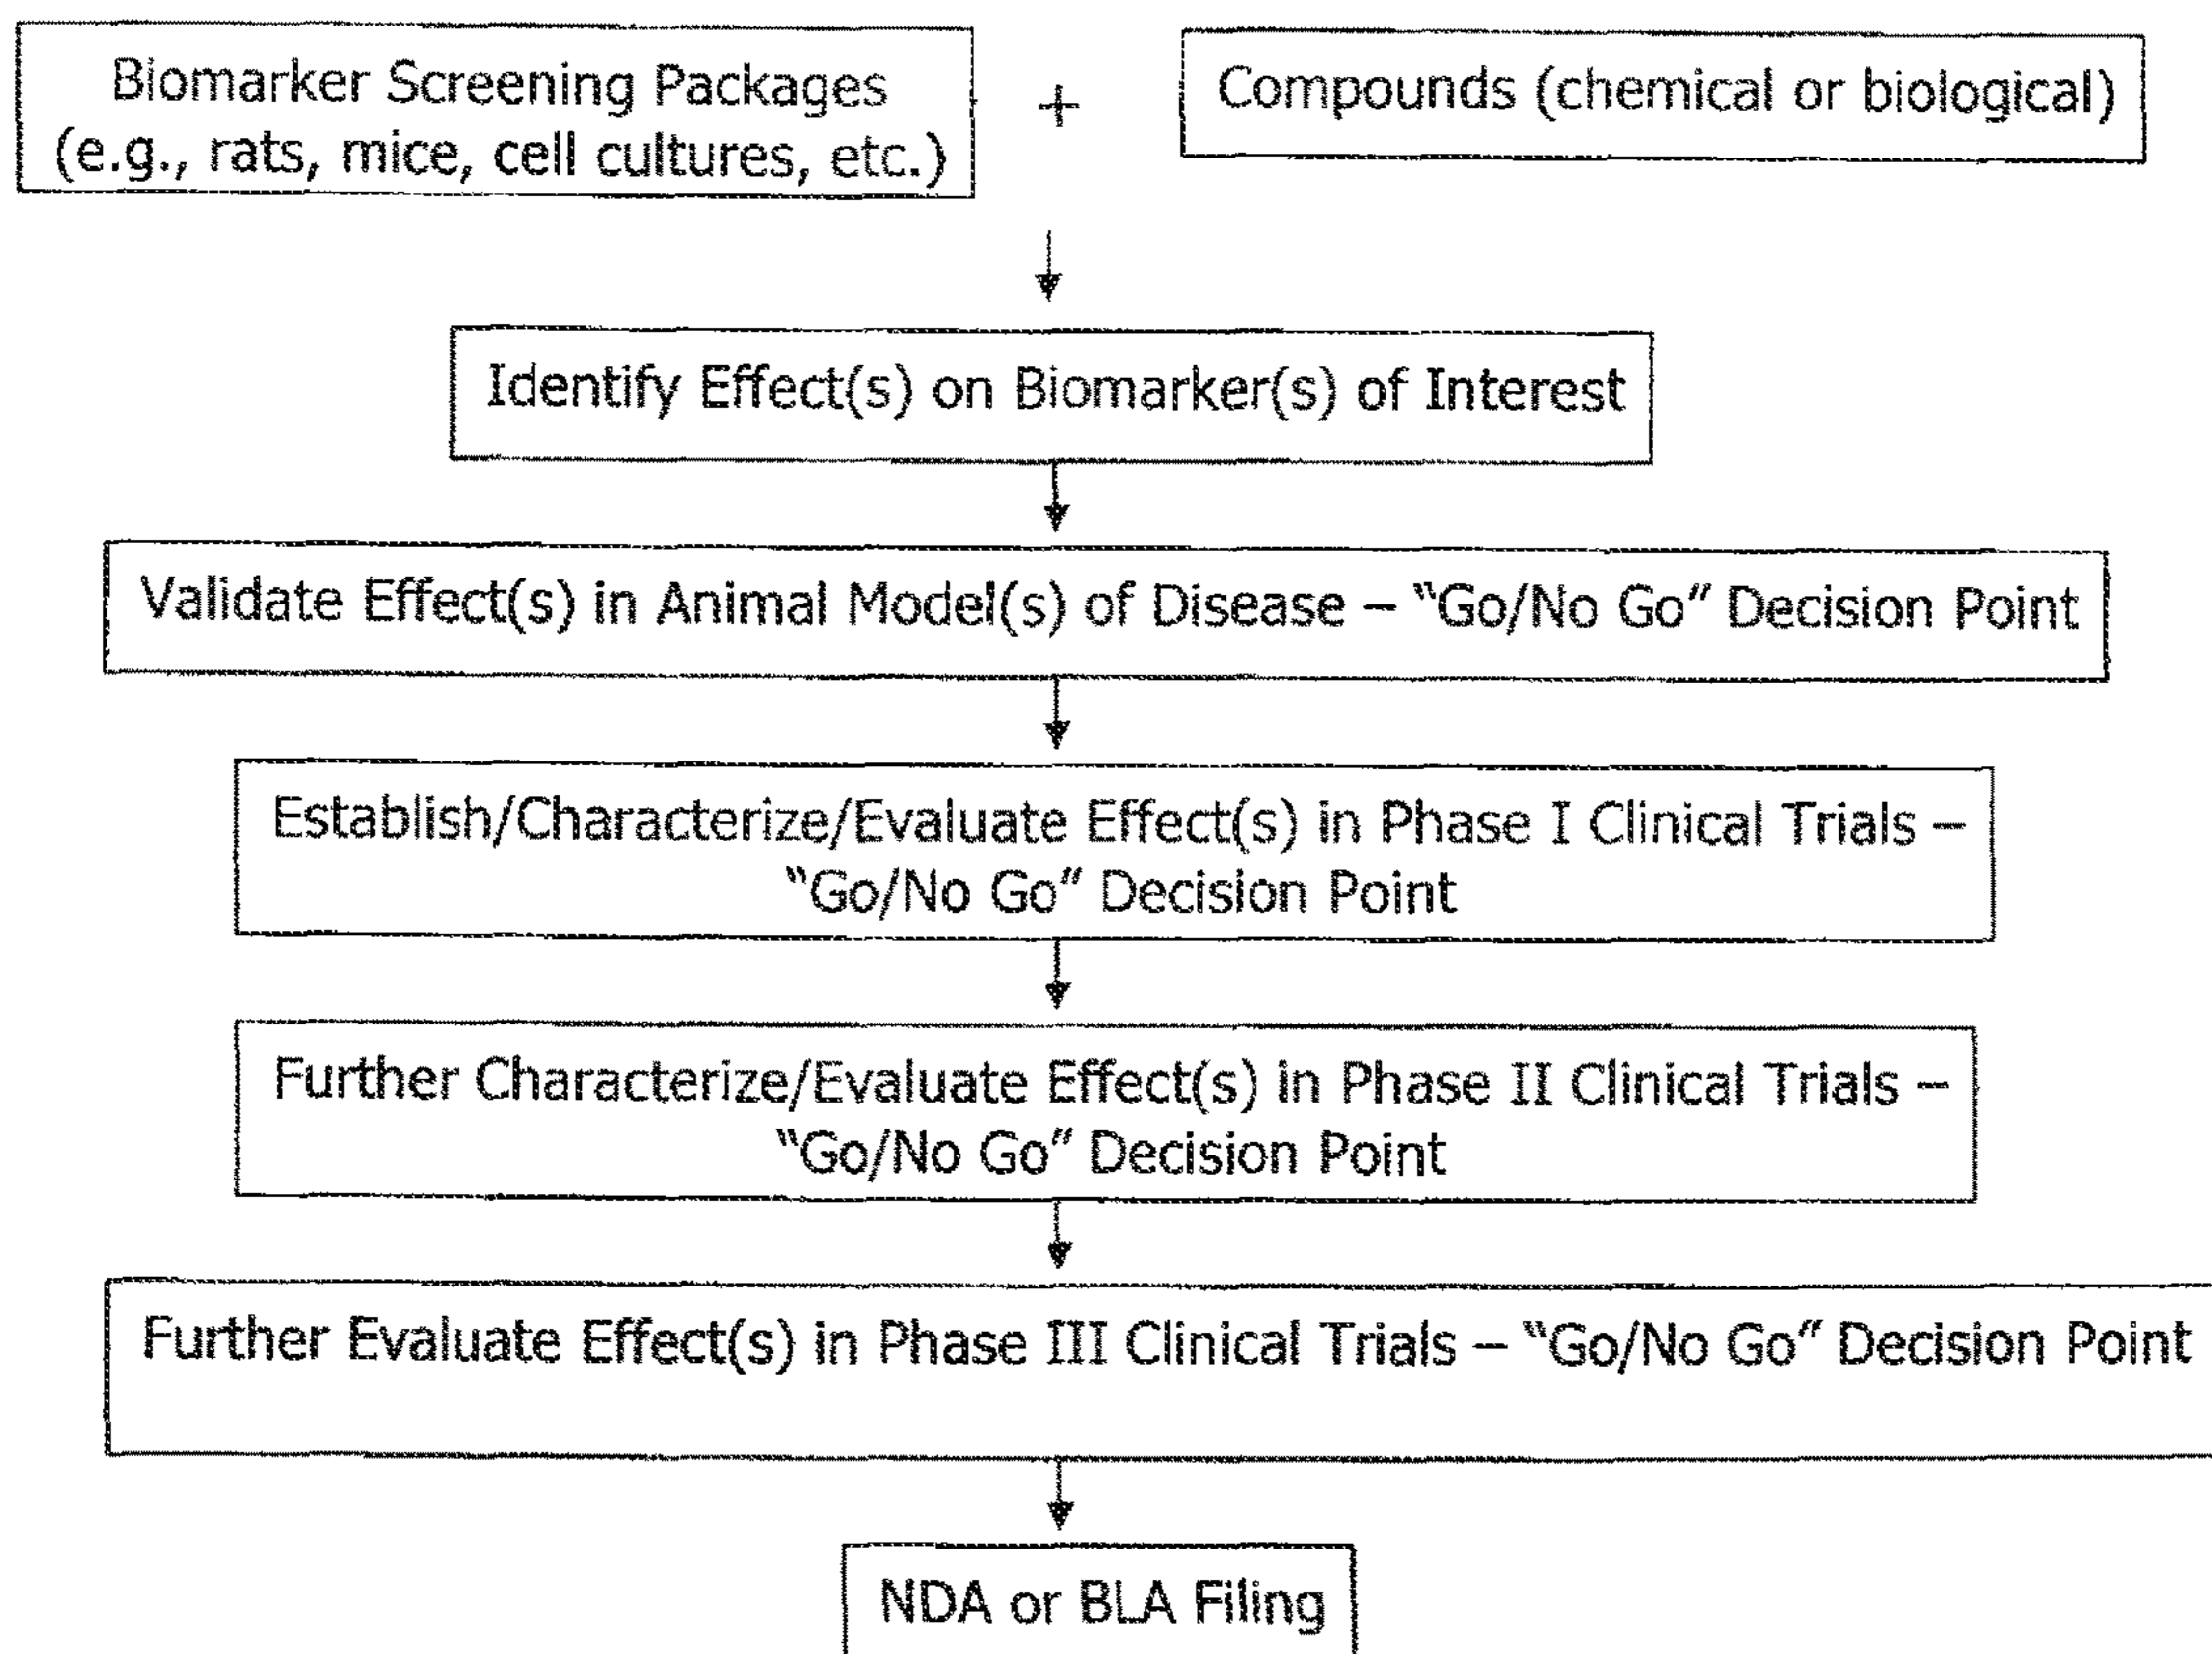 Biomarker Screening Packages
(e.g., rats, mice, cell cultures, etc.)
+
Compounds (chemical or biological)
Identify Effect(s) on Biomarker(s) of Interest
Validate Effect(s) in Animal Model(s) of Disease – “Go/No Go” Decision Point
Establish/Characterize/Evaluate Effect(s) in Phase I Clinical Trials –
“Go/No Go” Decision Point
Further Characterize/Evaluate Effect(s) in Phase II Clinical Trials –
“Go/No Go” Decision Point
Further Evaluate Effect(s) in Phase III Clinical Trials – “Go/No Go” Decision Point
NDA or BLA Filing